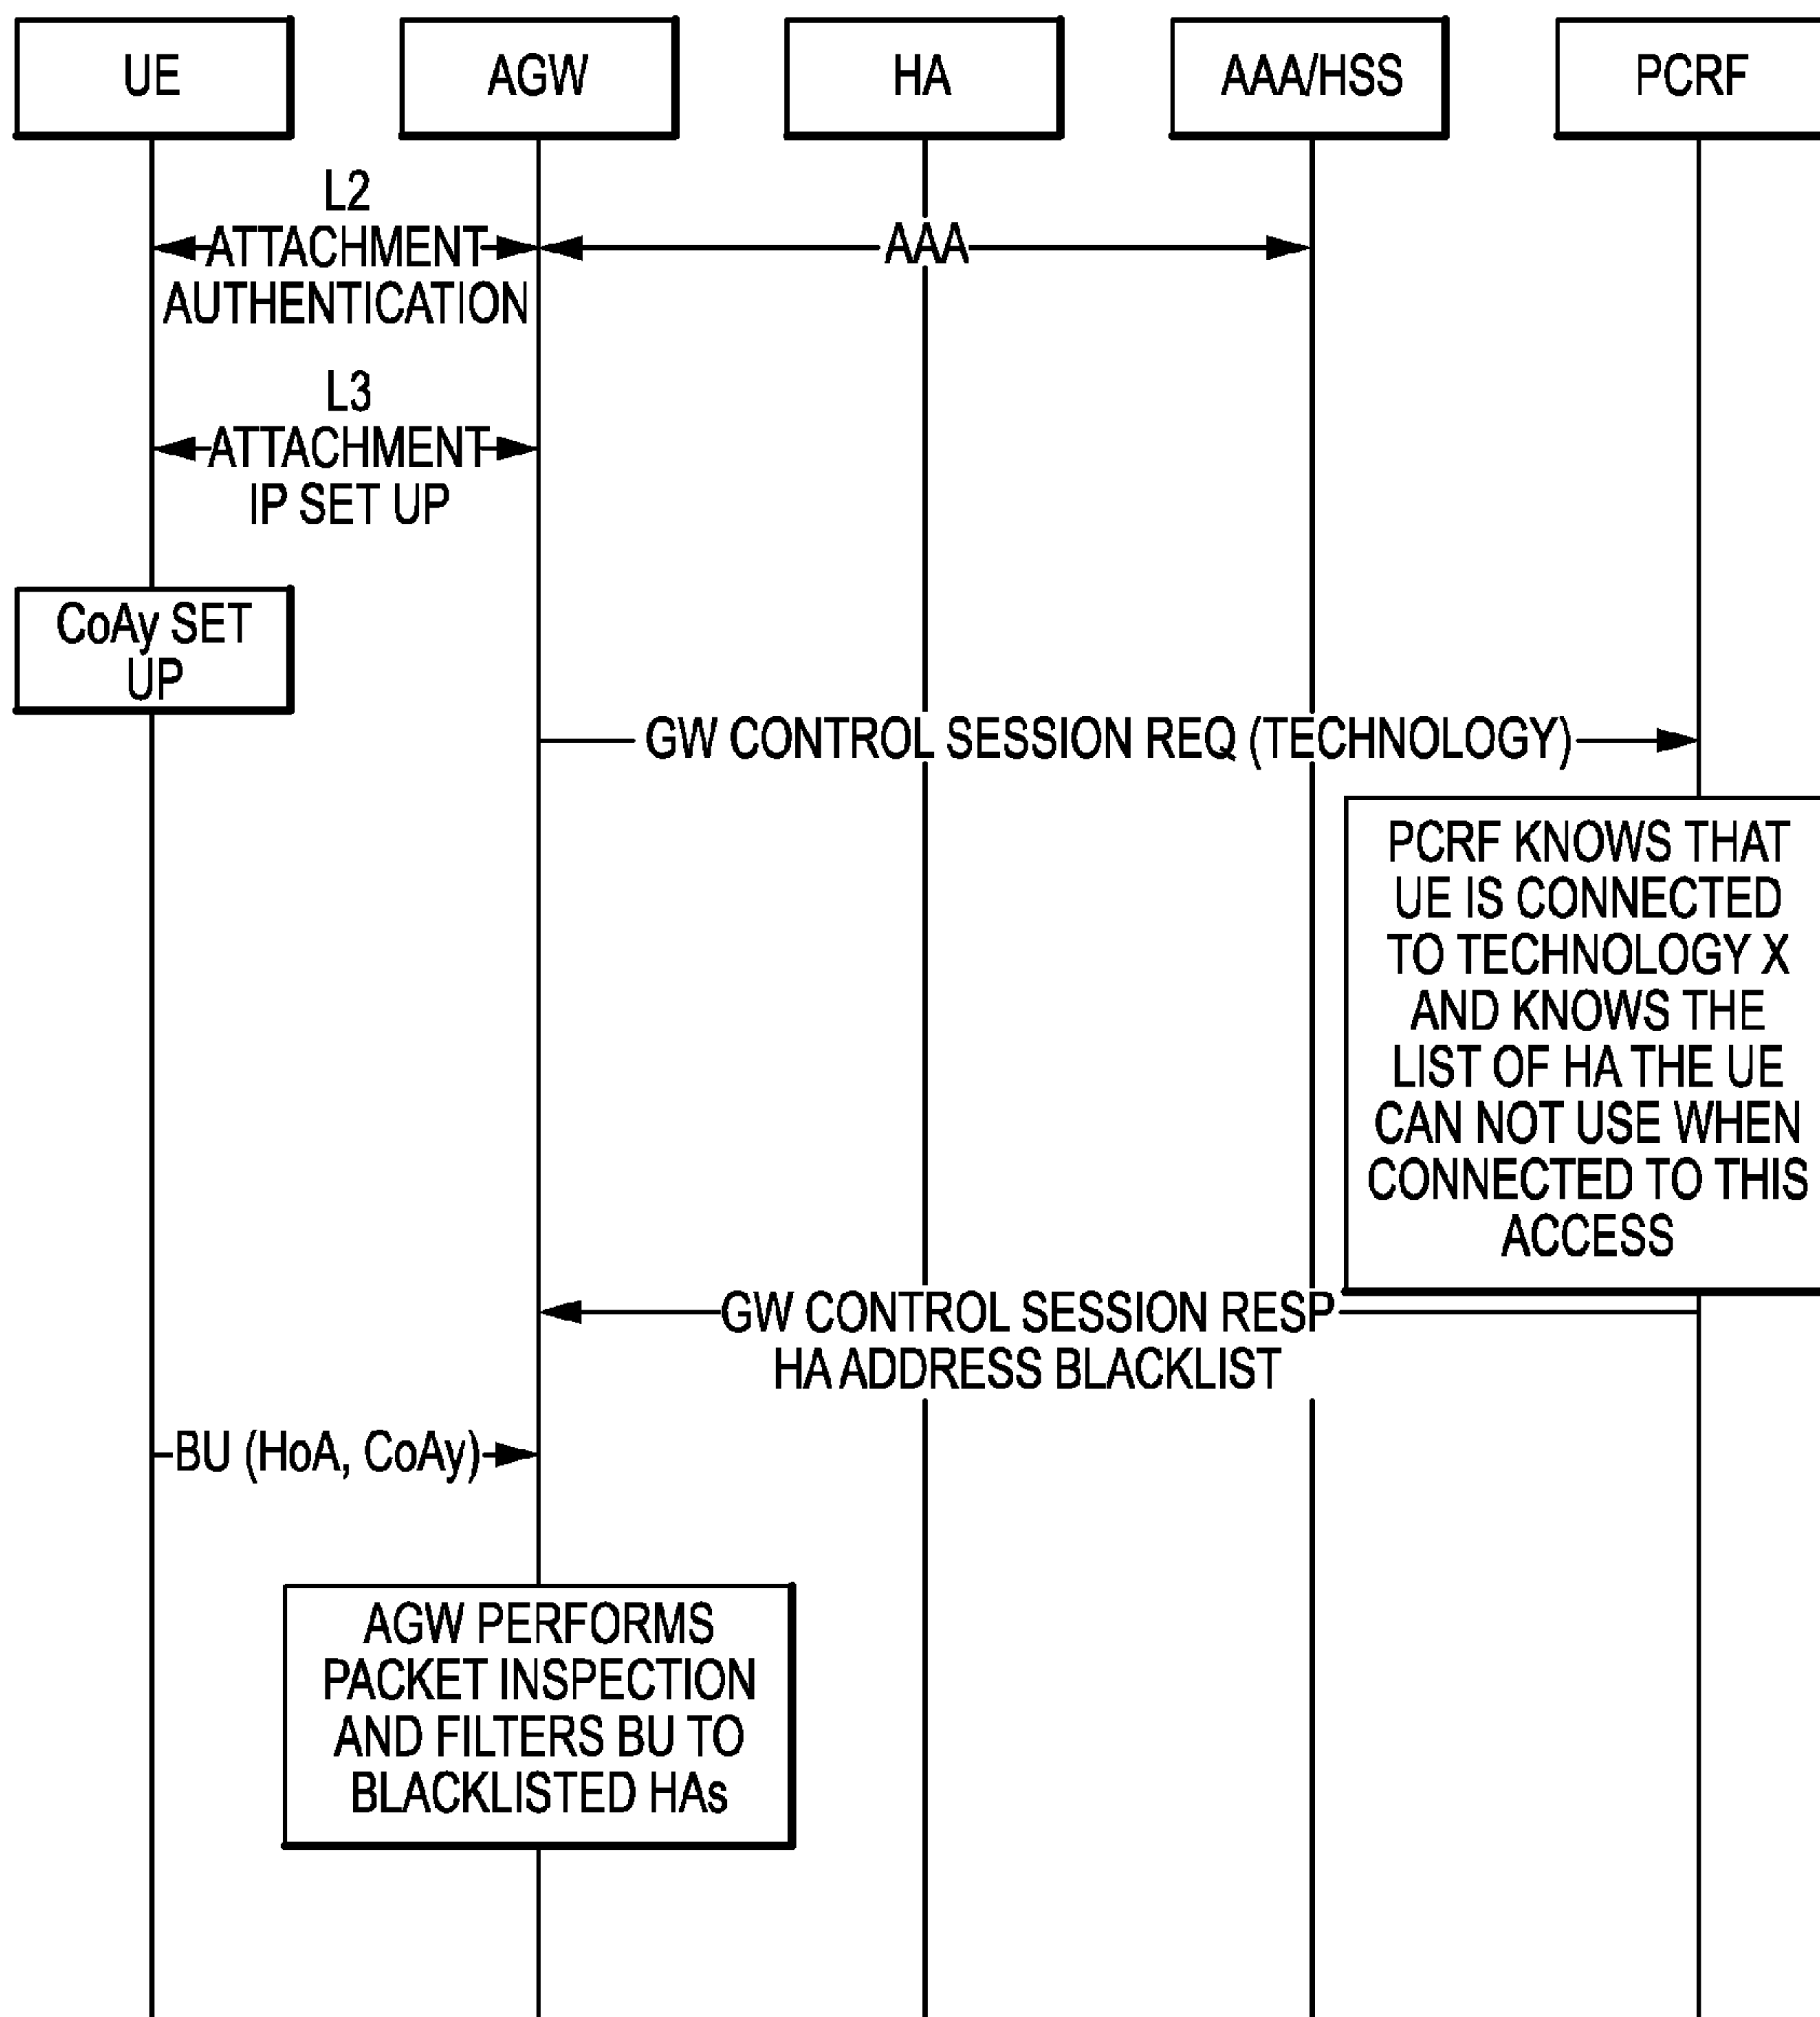 UE
AGW
HA
AAA/HSS
PCRF
L2
ATTACHMENT
AUTHENTICATION
AAA
L3
ATTACHMENT
IP SET UP
CoAy SET
UP
GW CONTROL SESSION REQ (TECHNOLOGY)
PCRF KNOWS THAT
UE IS CONNECTED
TO TECHNOLOGY X
AND KNOWS THE
LIST OF HA THE UE
CAN NOT USE WHEN
CONNECTED TO THIS
ACCESS
GW CONTROL SESSION RESP
HA ADDRESS BLACKLIST
BU (HoA, CoAy)
AGW PERFORMS
PACKET INSPECTION
AND FILTERS BU TO
BLACKLISTED HAs